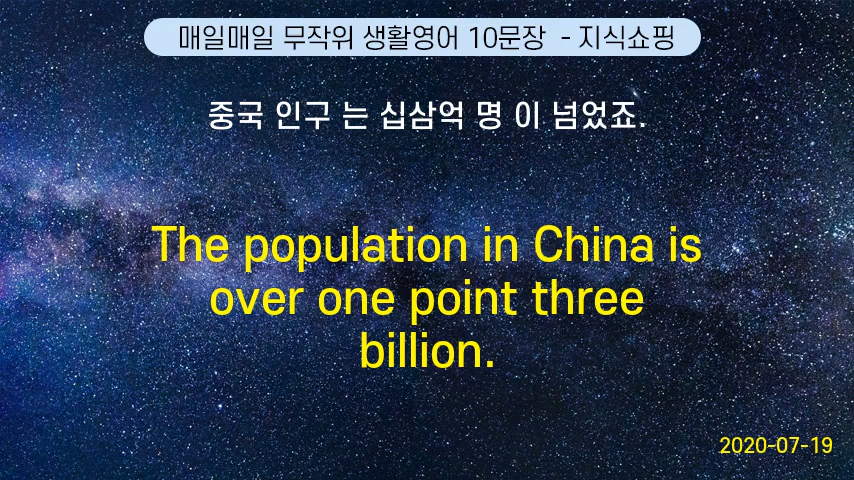 매일매일 무작위 생활영어 10문장 - 지식쇼핑
중국 인구 는 십삼억 명 이 넘었죠.
The population in China is
over one point three
billion.
2020-07-19